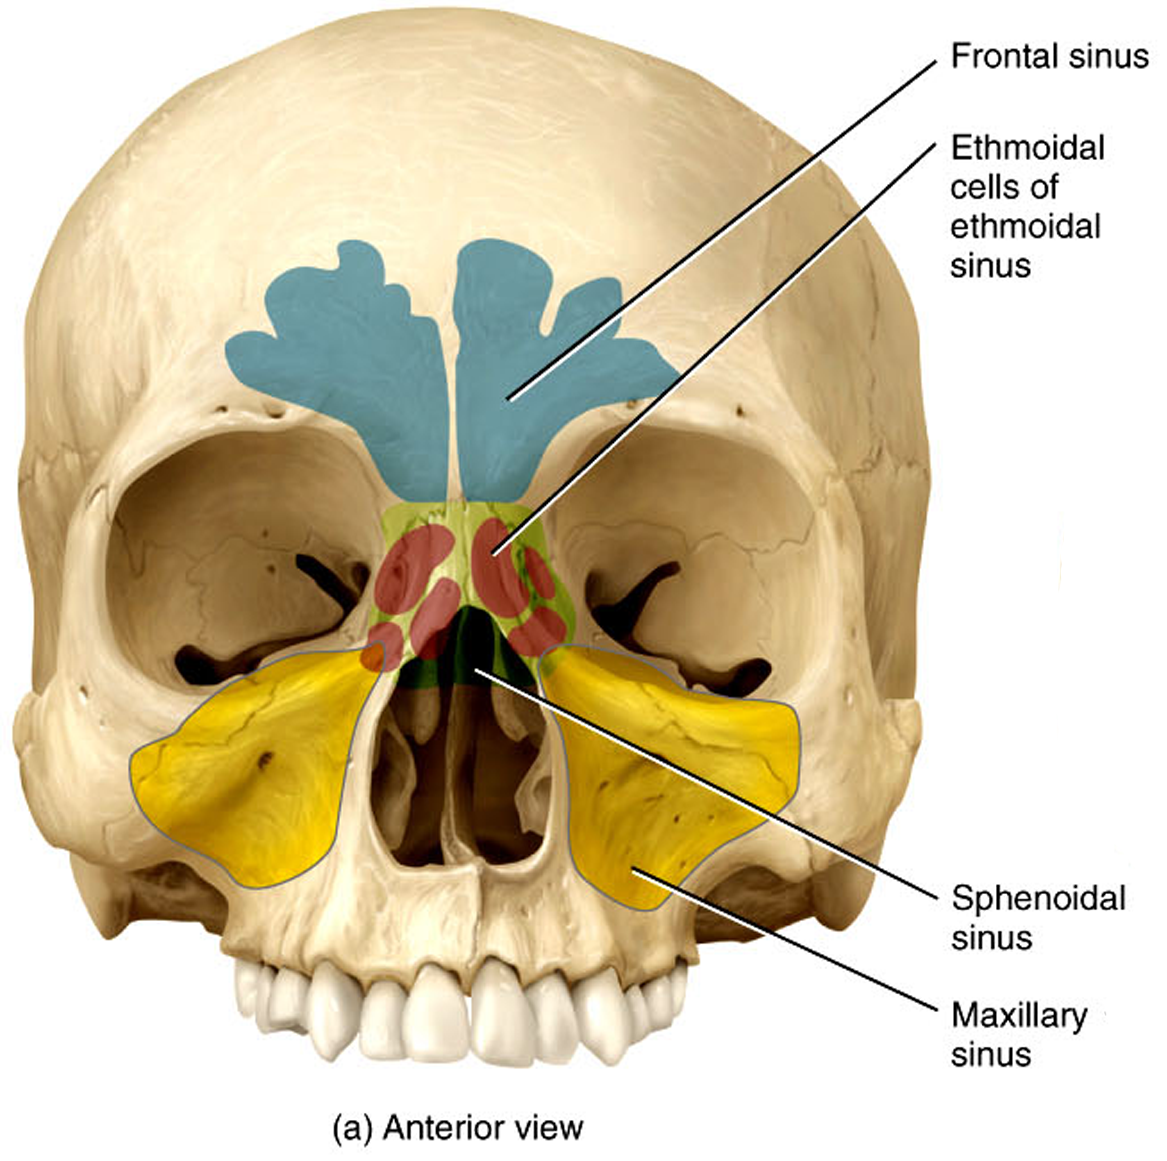 Frontal sinus
Ethmoidal
cells of
ethmoidal
sinus
Sphenoidal
sinus
Maxillary
sinus
(a) Anterior view